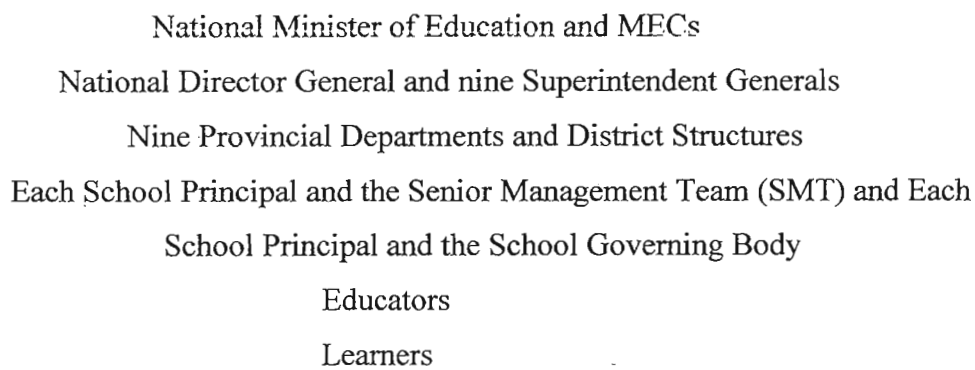 National Minister of Education and MECs
National Director General and nine Superintendent Generals
Nine Provincial Departments and District Structures
Each School Principal and the Senior Management Team (SMT) and Each
School Principal and the School Governing Body
Educators
Learners